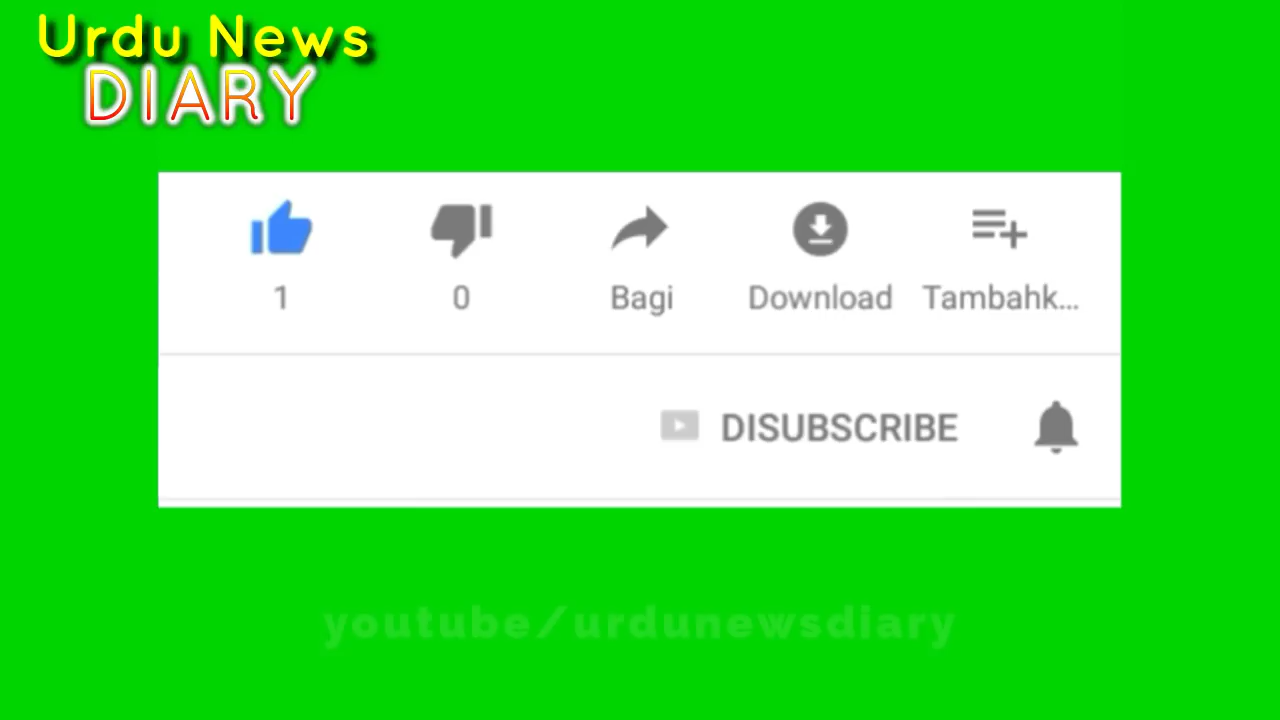 Urdu News
DIARY
1 0 Bagi Download Tambahk...
DISUBSCRIBE
youtube/urdunewsdiary